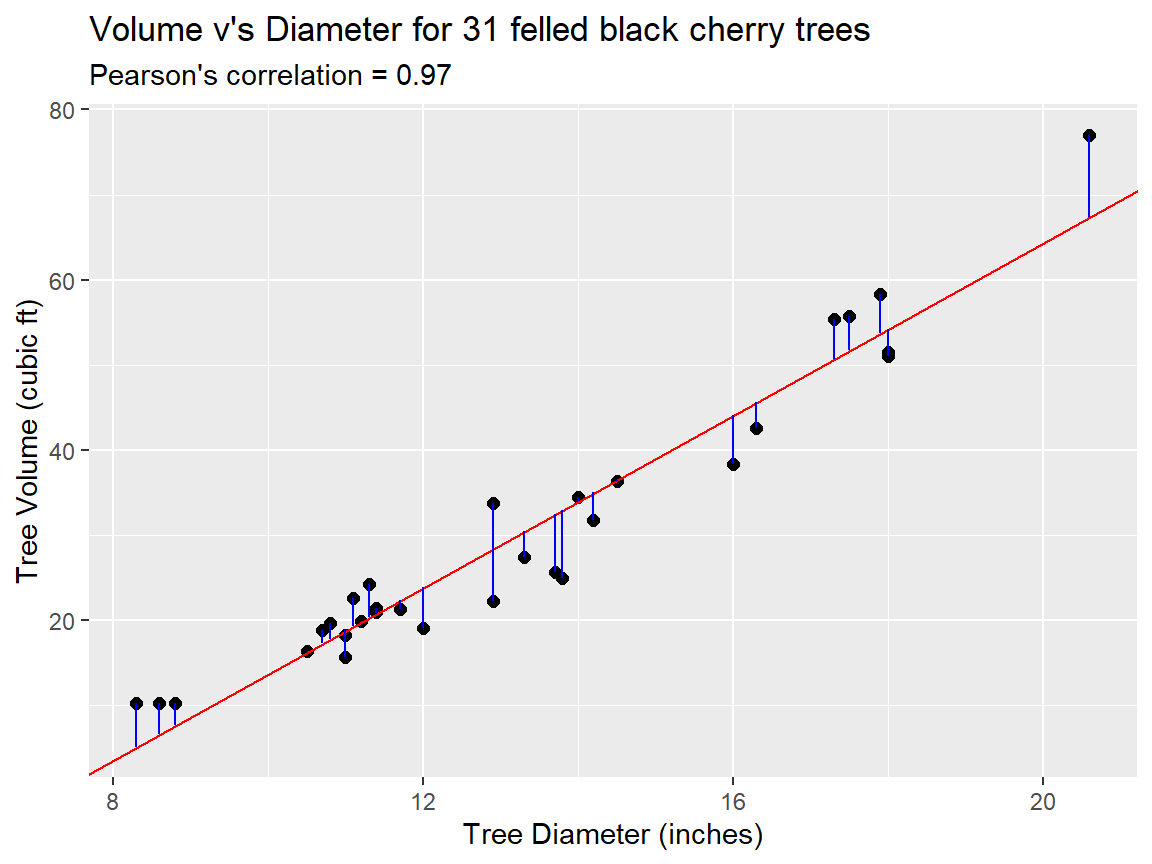 Volume v's Diameter for 31 felled black cherry trees
Pearson's correlation = 0.97
80
60
40
20
Tree Volume (cubic ft)
8 12 16 20
Tree Diameter (inches)